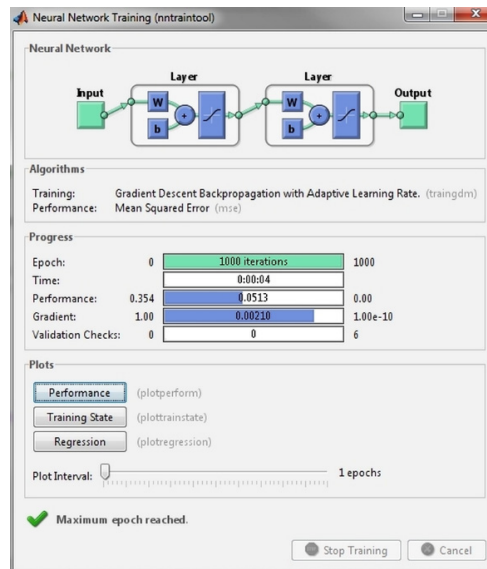 Neural Network Training (nntraintool)
Neural Network
Layer Layer
Input Output
W W
b b
+ +
Algorithms
Training: Gradient Descent Backpropagation with Adaptive Learning Rate. (traingdm)
Performance: Mean Squared Error (mse)
Progress
Epoch: 0 1000 iterations 1000
Time: 0:00:04
Performance: 0.354 0.0513 0.00
Gradient: 1.00 0.00210 1.00e-10
Validation Checks: 0 0 6
Plots
Performance (plotperform)
Training State (plottrainstate)
Regression (plotregression)
Plot Interval: 1 epochs
Maximum epoch reached.
Stop Training Cancel